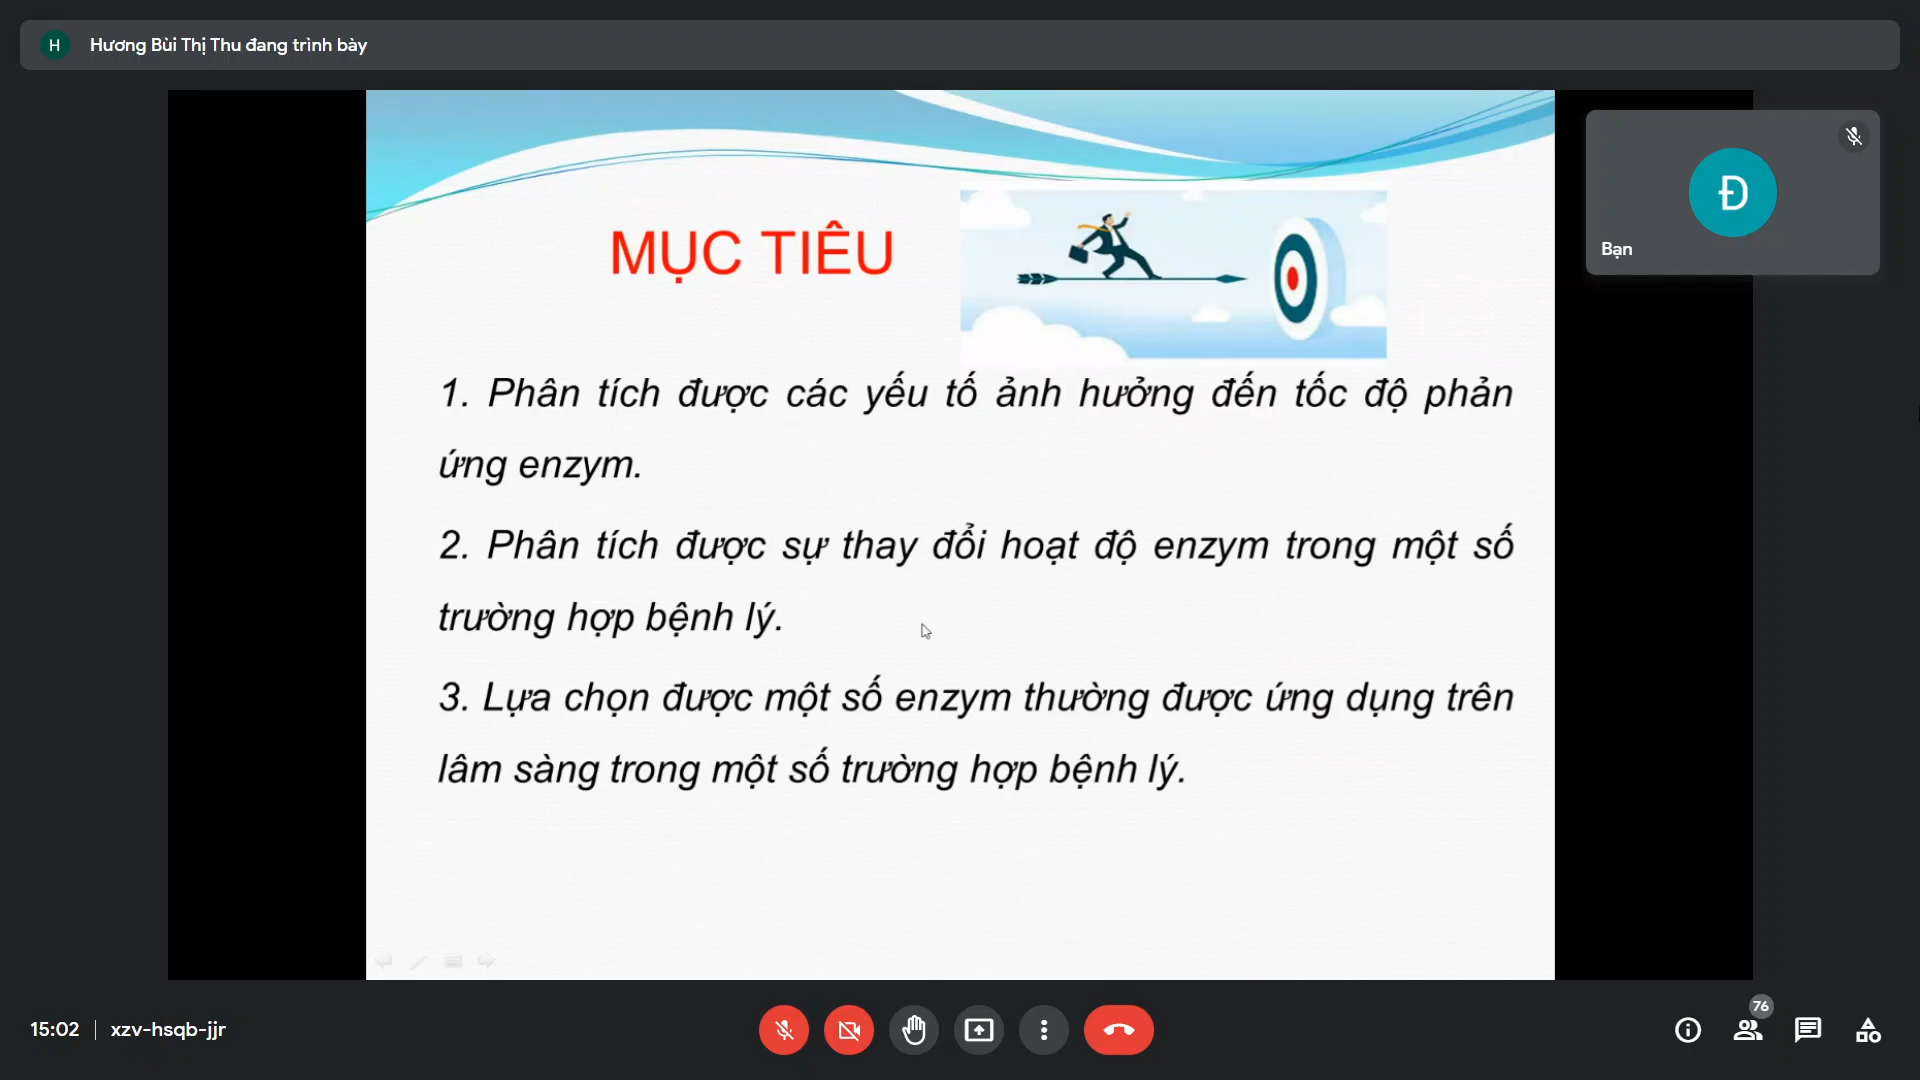 H
Hương Bùi Thị Thu đang trình bày
MỤC TIÊU
Đ
Bạn
1. Phân tích được các yếu tố ảnh hưởng đến tốc độ phản
ứng enzym.
2. Phân tích được sự thay đổi hoạt độ enzym trong một số
trường hợp bệnh lý.
3. Lựa chọn được một số enzym thường được ứng dụng trên
lâm sàng trong một số trường hợp bệnh lý.
15:02 | xzv-hsqb-jjr
76